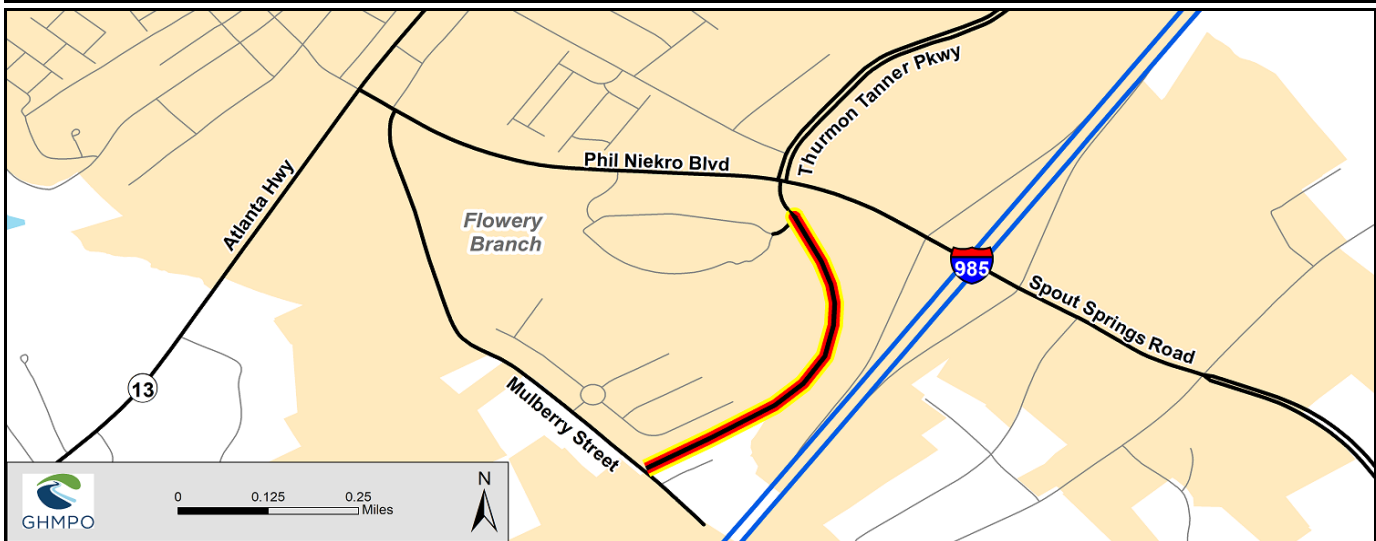 Thurmon Tanner Pkwy
Phil Niekro Blvd
Atlanta Hwy
Flowery
Branch
985
Spout Springs Road
13
Mulberry Street
GHMPO
0 0.125 0.25
Miles
N